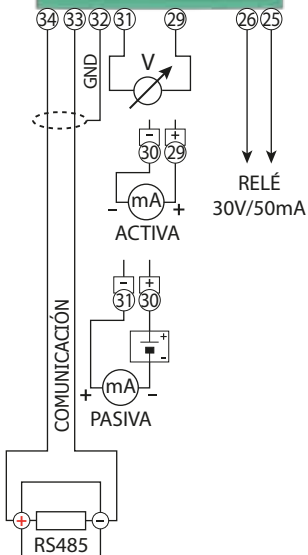 34 33 32 31 29 26 25
GND
V
- +
30 29
- mA +
ACTIVA
RELÉ
30V/50mA
- +
31 30
+
-
+ mA -
PASIVA
COMUNICACIÓN
+ -
RS485